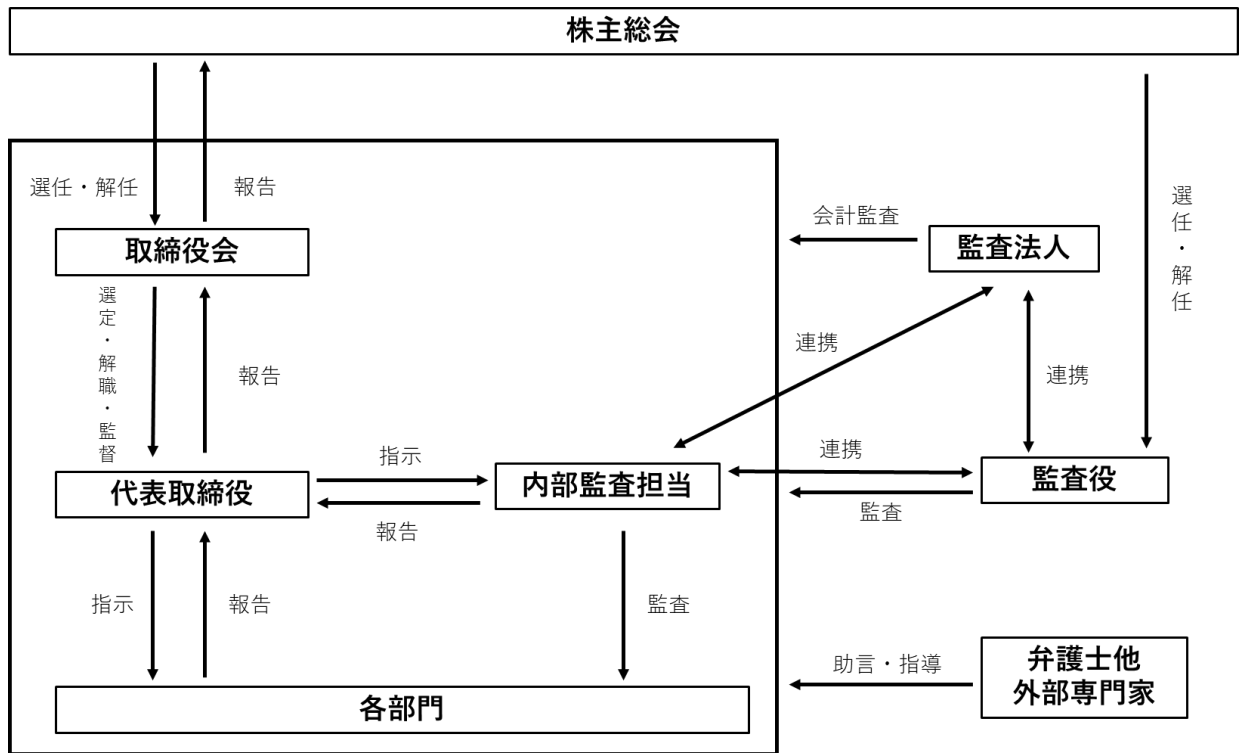 株主総会
選任・解任
報告
選任・解任
会計監査
監査法人
取締役会
選定・解職・監督
報告
連携
連携
指示
連携
代表取締役
内部監査担当
監査役
報告
監査
指示
報告
監査
助言・指導
弁護士他
外部専門家
各部門